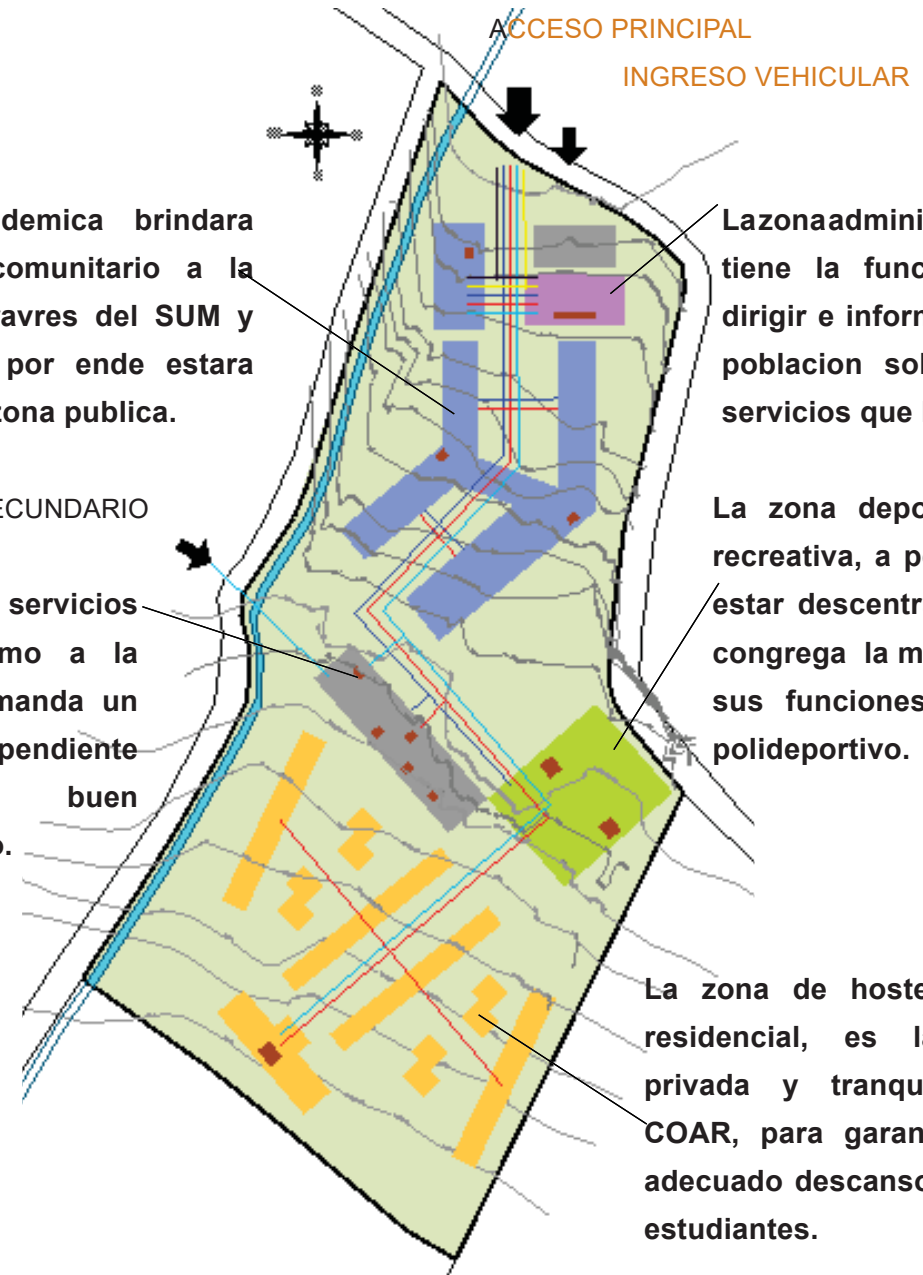 ACCESO PRINCIPAL
INGRESO VEHICULAR
demica brindara
comunitario a la
avres del SUM y
por ende estara
zona publica.
ECUNDARIO
servicios
mo a la
manda un
pendiente
buen
o.
Lazonaadmini
tiene la func
dirigir e inforn
poblacion sol
servicios que
La zona depo
recreativa, a p
estar descentr
congrega la m
sus funciones
polideportivo.
La zona de hoste
residencial, es la
privada y tranqu
COAR, para garan
adecuado descanso
estudiantes.